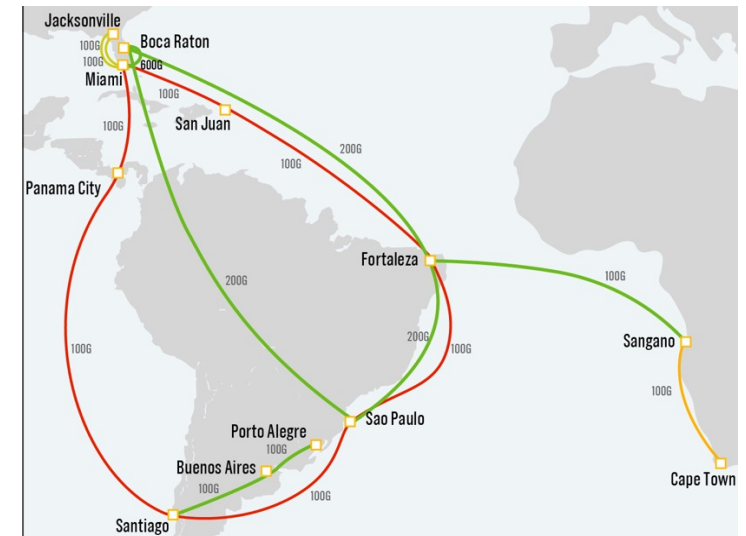 Jacksonville
100G
Boca Raton
100G
600G
Miami
100G
San Juan
100G
200G
100G
Panama City
Fortaleza
100G
200G
Sangano
200G
100G
100G
100G
Sao Paulo
Porto Alegre
100G
Buenos Aires
Cape Town
100G
100G
Santiago